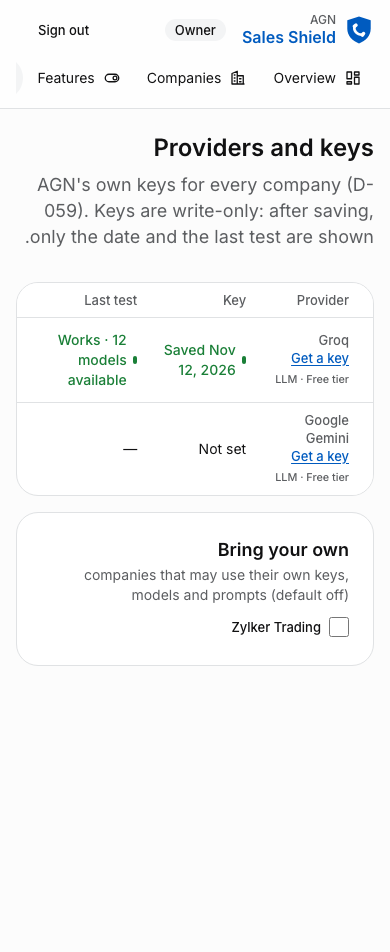 AGN
Sales Shield
Owner
Sign out
Overview
Companies
Features
Providers and keys
AGN's own keys for every company (D-
059). Keys are write-only: after saving,
.only the date and the last test are shown
Provider
Key
Last test
Groq
Get a key
LLM · Free tier
Saved Nov
12, 2026
Works · 12
models
available
Google
Gemini
Get a key
LLM · Free tier
Not set
—
Bring your own
companies that may use their own keys,
models and prompts (default off)
Zylker Trading